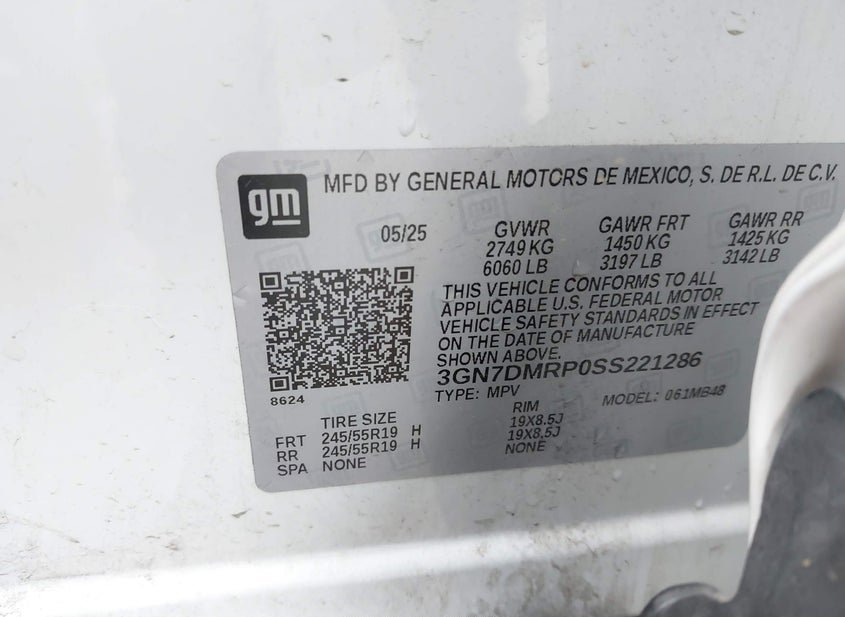 gm
MFD BY GENERAL MOTORS DE MEXICO, S. DE R.L. DE C.V.
05/25 GVWR GAWR FRT GAWR RR
2749 KG 1450 KG 1425 KG
6060 LB 3197 LB 3142 LB
THIS VEHICLE CONFORMS TO ALL
APPLICABLE U.S. FEDERAL MOTOR
VEHICLE SAFETY STANDARDS IN EFFECT
ON THE DATE OF MANUFACTURE
SHOWN ABOVE.
3GN7DMRP0SS221286
TYPE: MPV MODEL: 061MB48
8624
TIRE SIZE RIM
FRT 245/55R19 H 19X8.5J
RR 245/55R19 H 19X8.5J
SPA NONE NONE